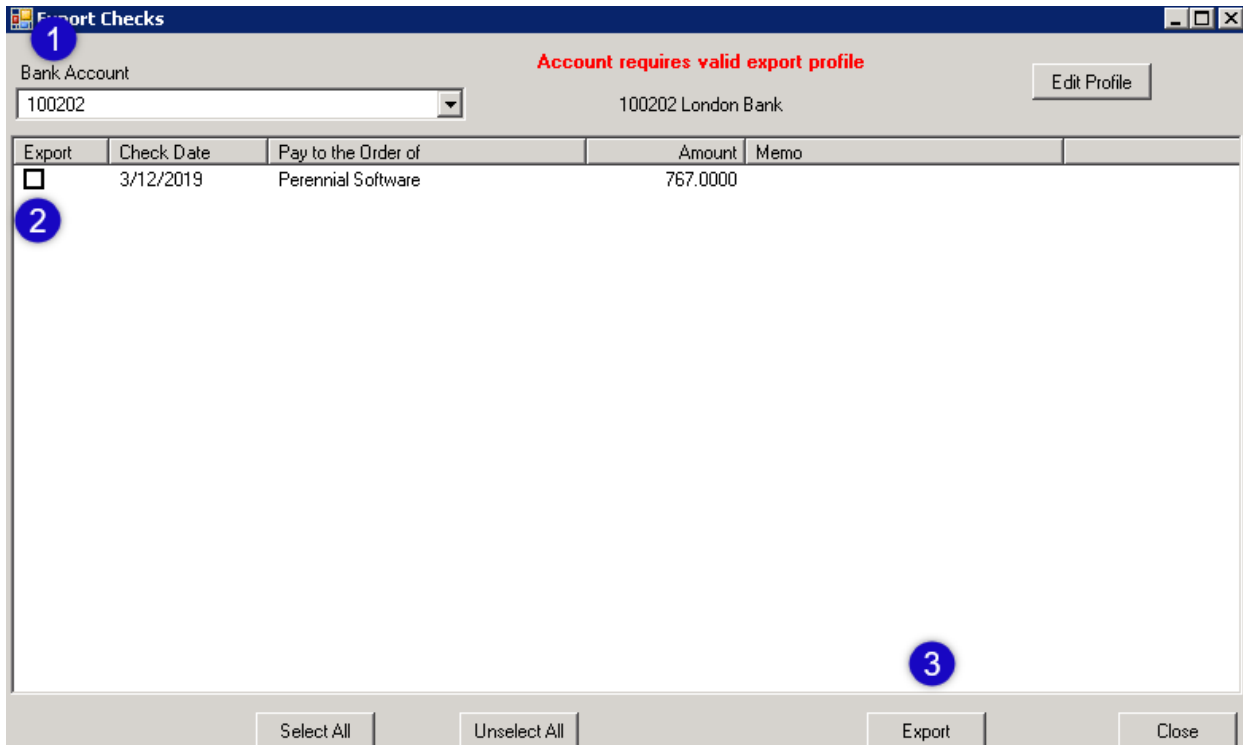 Export Checks
1
Bank Account
Account requires valid export profile
Edit Profile
100202
100202 London Bank
Export Check Date Pay to the Order of Amount Memo
3/12/2019 Perennial Software 767.0000
2
3
Select All Unselect All Export Close